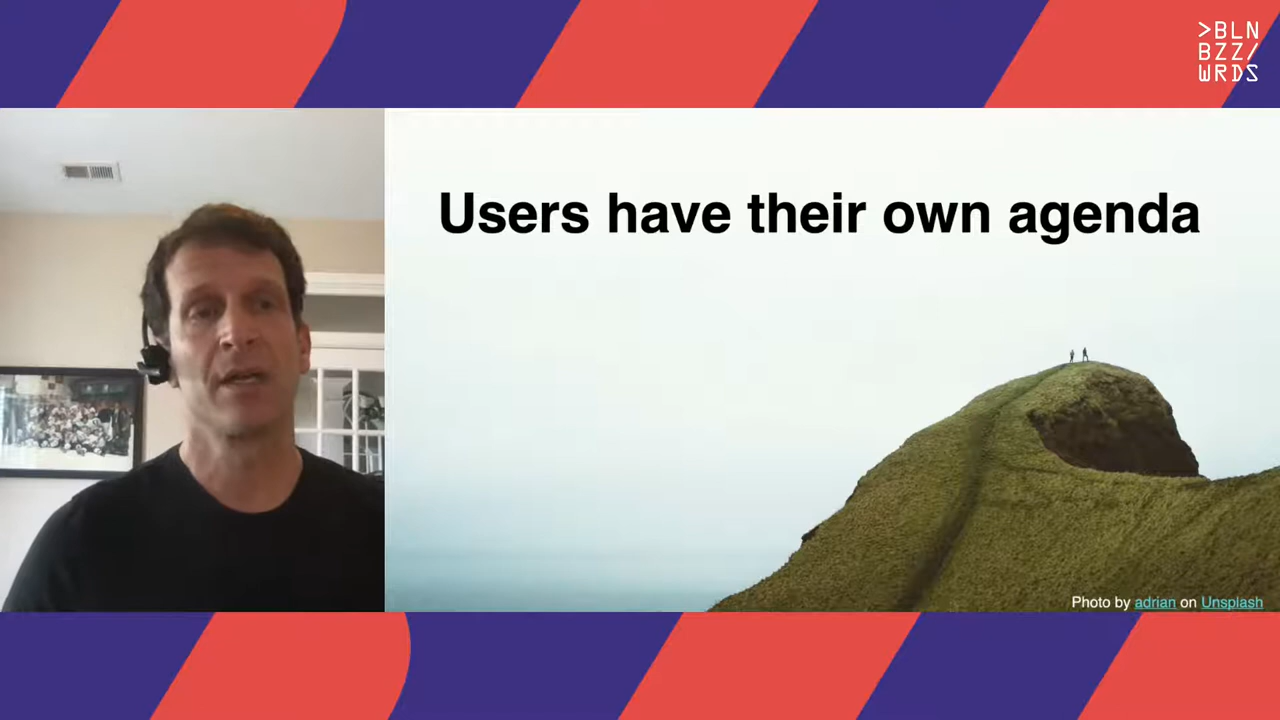 >BLN
BZZ/
WRDS
Users have their own agenda
Photo by adrian on Unsplash